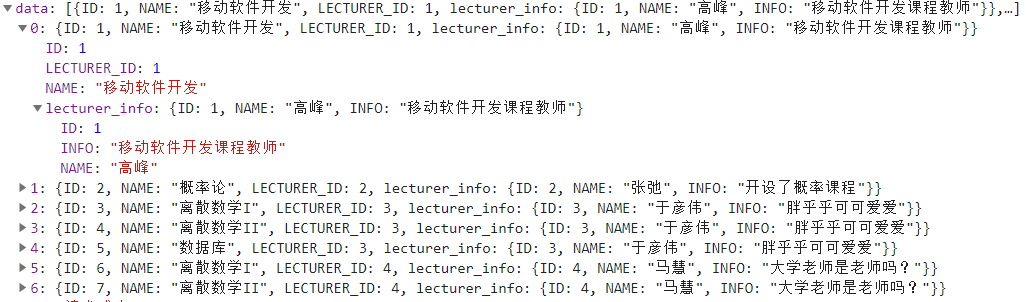 data: [{ID: 1, NAME: "移动软件开发", LECTURER_ID: 1, lecturer_info: {ID: 1, NAME: "高峰", INFO: "移动软件开发课程教师"}},…]
0: {ID: 1, NAME: "移动软件开发", LECTURER_ID: 1, lecturer_info: {ID: 1, NAME: "高峰", INFO: "移动软件开发课程教师"}}
ID: 1
LECTURER_ID: 1
NAME: "移动软件开发"
lecturer_info: {ID: 1, NAME: "高峰", INFO: "移动软件开发课程教师"}
ID: 1
INFO: "移动软件开发课程教师"
NAME: "高峰"
1: {ID: 2, NAME: "概率论", LECTURER_ID: 2, lecturer_info: {ID: 2, NAME: "张弛", INFO: "开设了概率课程"}}
2: {ID: 3, NAME: "离散数学I", LECTURER_ID: 3, lecturer_info: {ID: 3, NAME: "于彦伟", INFO: "胖乎乎可可爱爱"}}
3: {ID: 4, NAME: "离散数学II", LECTURER_ID: 3, lecturer_info: {ID: 3, NAME: "于彦伟", INFO: "胖乎乎可可爱爱"}}
4: {ID: 5, NAME: "数据库", LECTURER_ID: 3, lecturer_info: {ID: 3, NAME: "于彦伟", INFO: "胖乎乎可可爱爱"}}
5: {ID: 6, NAME: "离散数学I", LECTURER_ID: 4, lecturer_info: {ID: 4, NAME: "马慧", INFO: "大学老师是老师吗？"}}
6: {ID: 7, NAME: "离散数学II", LECTURER_ID: 4, lecturer_info: {ID: 4, NAME: "马慧", INFO: "大学老师是老师吗？"}}